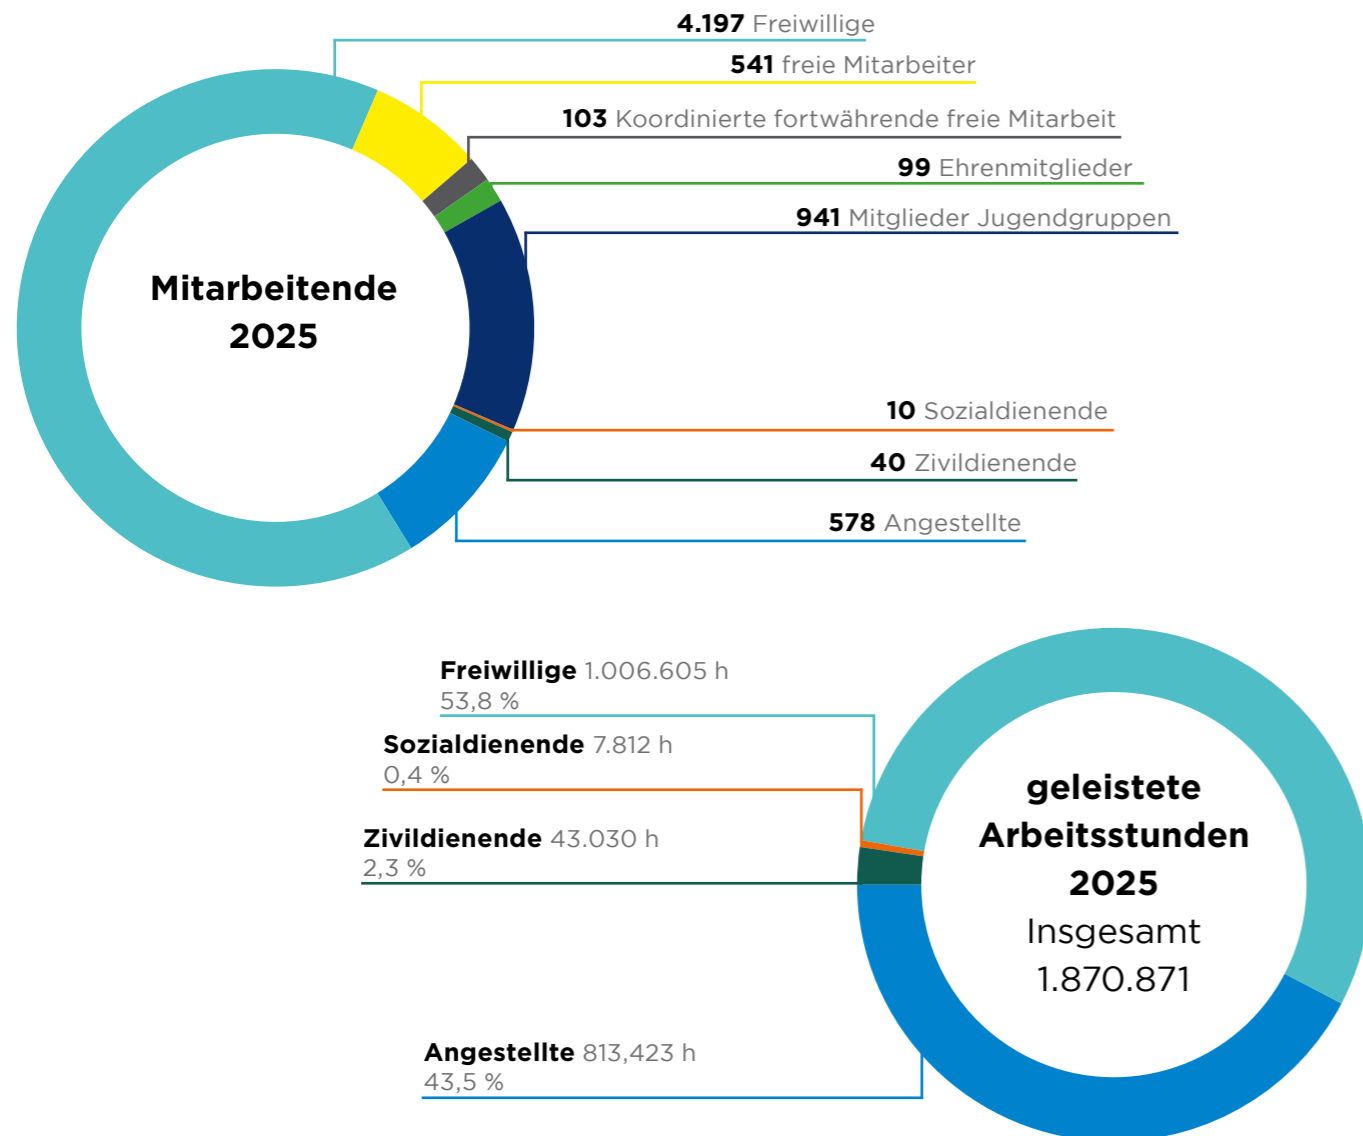 4.197 Freiwillige
541 freie Mitarbeiter
103 Koordinierte fortwährende freie Mitarbeit
99 Ehrenmitglieder
941 Mitglieder Jugendgruppen
Mitarbeitende
2025
10 Sozialdienende
40 Zivildienende
578 Angestellte
Freiwillige 1.006.605 h
53,8 %
Sozialdienende 7.812 h
0,4 %
Zivildienende 43.030 h
2,3 %
geleistete
Arbeitsstunden
2025
Insgesamt
1.870.871
Angestellte 813,423 h
43,5 %